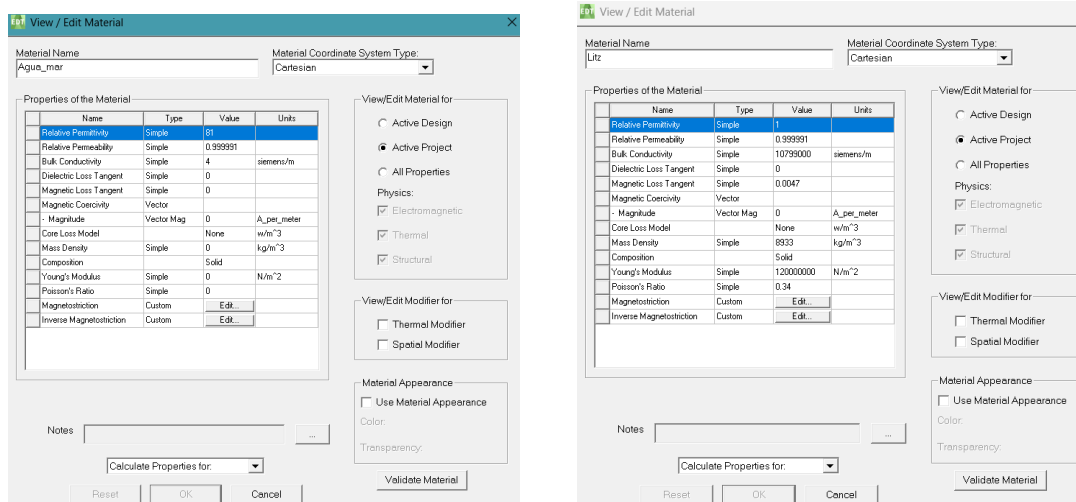 View / Edit Material
Material Name
Material Coordinate System Type:
Agua_mar
Cartesian
Properties of the Material
Name Type Value Units
Relative Permittivity Simple 81
Relative Permeability Simple 0.999991
Bulk Conductivity Simple 4 siemens/m
Dielectric Loss Tangent Simple 0
Magnetic Loss Tangent Simple 0
Magnetic Coercivity Vector
- Magnitude Vector Mag 0 A_per_meter
Core Loss Model None w/m^3
Mass Density Simple 0 kg/m^3
Composition Solid
Young's Modulus Simple 0 N/m^2
Poisson's Ratio Simple 0
Magnetostriction Custom Edit...
Inverse Magnetostriction Custom Edit...
View/Edit Material for
Active Design
Active Project
All Properties
Physics:
Electromagnetic
Thermal
Structural
View/Edit Modifier for
Thermal Modifier
Spatial Modifier
Material Appearance
Use Material Appearance
Color:
Transparency:
Notes
...
Calculate Properties for:
Validate Material
Reset OK Cancel
View / Edit Material
Material Name
Material Coordinate System Type:
Litz
Cartesian
Properties of the Material
Name Type Value Units
Relative Permittivity Simple 1
Relative Permeability Simple 0.999991
Bulk Conductivity Simple 10799000 siemens/m
Dielectric Loss Tangent Simple 0
Magnetic Loss Tangent Simple 0.0047
Magnetic Coercivity Vector
- Magnitude Vector Mag 0 A_per_meter
Core Loss Model None w/m^3
Mass Density Simple 8933 kg/m^3
Composition Solid
Young's Modulus Simple 120000000 N/m^2
Poisson's Ratio Simple 0.34
Magnetostriction Custom Edit...
Inverse Magnetostriction Custom Edit...
View/Edit Material for
Active Design
Active Project
All Properties
Physics:
Electromagnetic
Thermal
Structural
View/Edit Modifier for
Thermal Modifier
Spatial Modifier
Material Appearance
Use Material Appearance
Color:
Transparency:
Notes
...
Calculate Properties for:
Validate Material
Reset OK Cancel